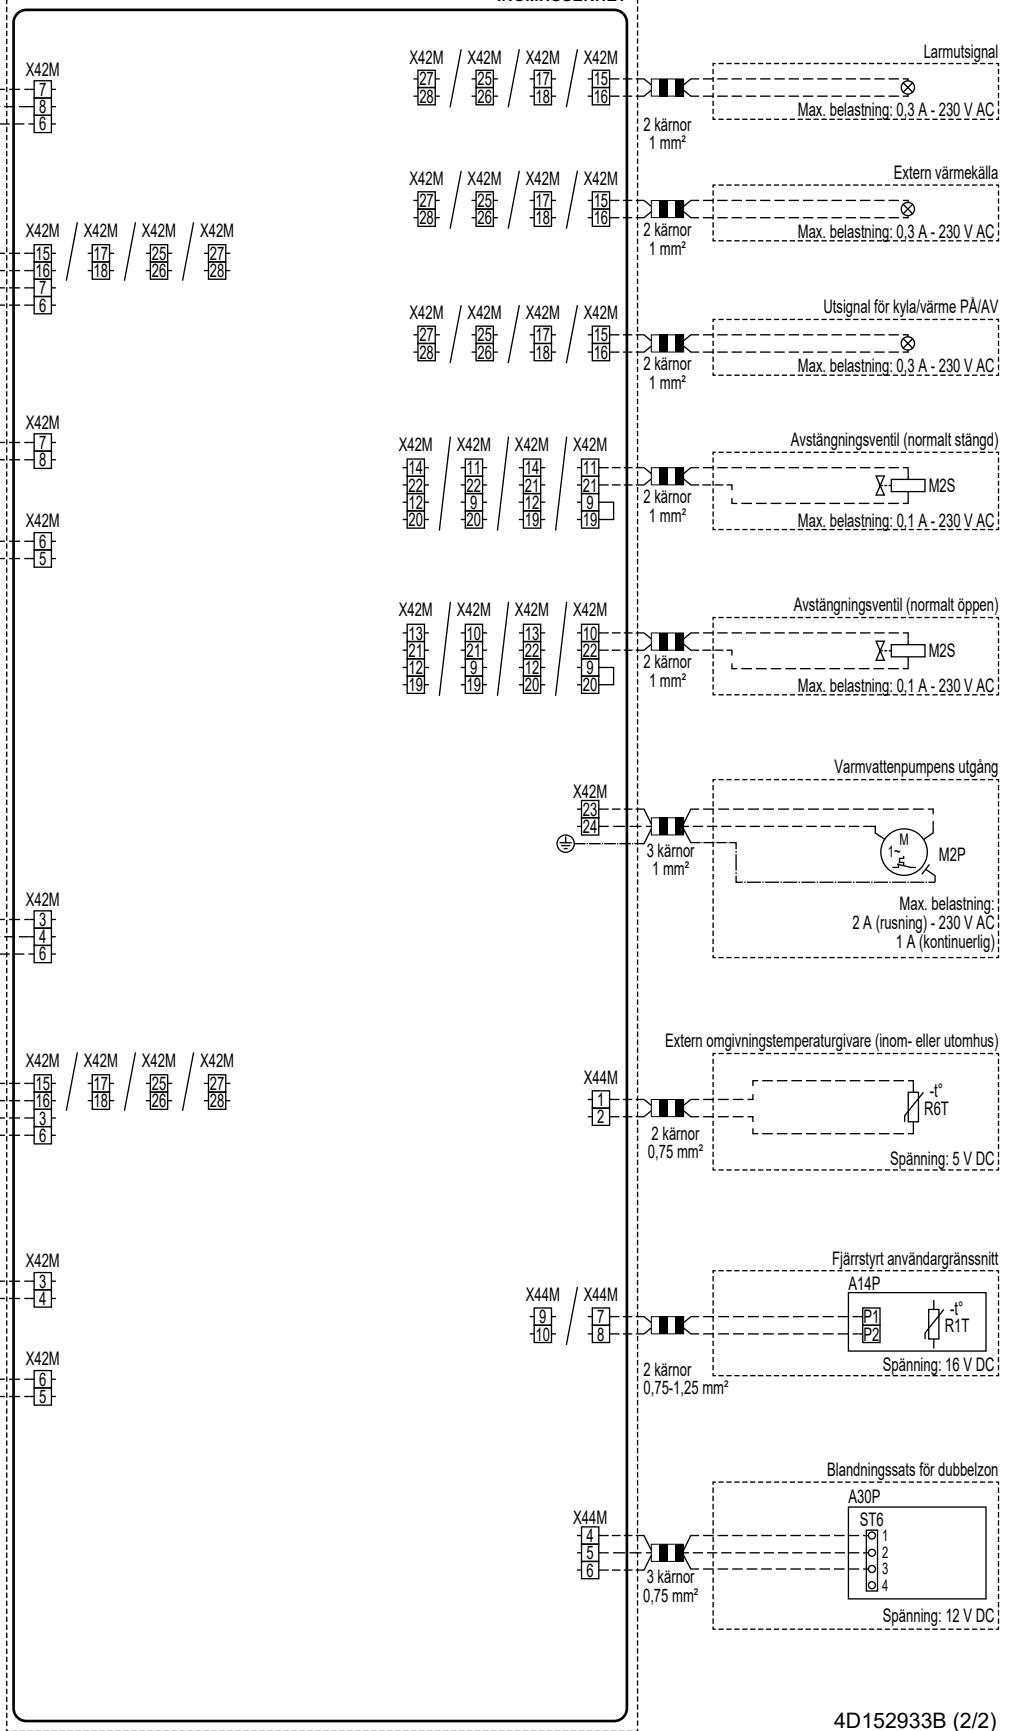 X42M
7
8
6
X42M X42M X42M X42M
15 17 25 27
16 18 26 28
7
6
X42M
7
8
X42M
6
5
X42M
3
4
6
X42M X42M X42M X42M
15 17 25 27
16 18 26 28
3
6
X42M
3
4
X42M
6
5
X42M X42M X42M X42M
27 25 17 15
28 26 18 16
2 kärnor
1 mm²
Larmutsignal
Max. belastning: 0,3 A - 230 V AC
X42M X42M X42M X42M
27 25 17 15
28 26 18 16
2 kärnor
1 mm²
Extern värmekälla
Max. belastning: 0,3 A - 230 V AC
X42M X42M X42M X42M
27 25 17 15
28 26 18 16
2 kärnor
1 mm²
Utsignal för kyla/värme PÅ/AV
Max. belastning: 0,3 A - 230 V AC
X42M X42M X42M X42M
14 11 14 11
22 22 21 21
12 9 12 9
20 20 19 19
2 kärnor
1 mm²
Avstängningsventil (normalt stängd)
M2S
Max. belastning: 0,1 A - 230 V AC
X42M X42M X42M X42M
13 10 13 10
21 21 22 22
12 9 12 9
19 19 20 20
2 kärnor
1 mm²
Avstängningsventil (normalt öppen)
M2S
Max. belastning: 0,1 A - 230 V AC
X42M
23
24
3 kärnor
1 mm²
Varmvattenpumpens utgång
M
1~
M2P
Max. belastning:
2 A (rusning) - 230 V AC
1 A (kontinuerlig)
Extern omgivningstemperaturgivare (inom- eller utomhus)
X44M
1
2
2 kärnor
0,75 mm²
-t°
R6T
Spänning: 5 V DC
Fjärrstyrt användargränssnitt
X44M X44M
9 7
10 8
2 kärnor
0,75-1,25 mm²
A14P
P1
P2
-t°
R1T
Spänning: 16 V DC
Blandningssats för dubbelzon
X44M
4
5
6
3 kärnor
0,75 mm²
A30P
ST6
1
2
3
4
Spänning: 12 V DC
4D152933B (2/2)